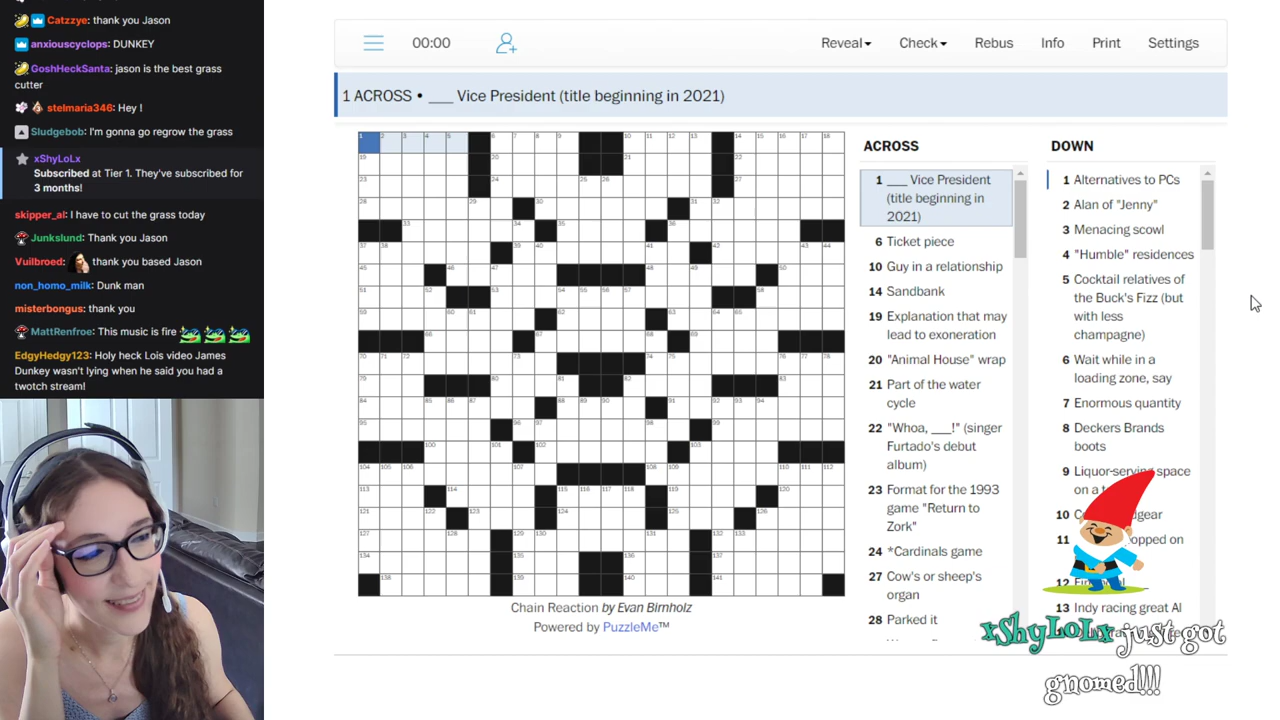 Catzzye: thank you Jason
anxiouscyclops: DUNKEY
GoshHeckSanta: jason is the best grass
cutter
stelmaria346: Hey !
Sludgebob: I'm gonna go regrow the grass
xShyLoLx
Subscribed at Tier 1. They've subscribed for
3 months!
skipper_al: I have to cut the grass today
Junkslund: Thank you Jason
Vuilbroed: thank you based Jason
non_homo_milk: Dunk man
misterbongus: thank you
MattRenfroe: This music is fire
EdgyHedgy123: Holy heck Lois video James
Dunkey wasn't lying when he said you had a
twotch stream!
00:00
Reveal
Check
Rebus
Info
Print
Settings
1 ACROSS • ___ Vice President (title beginning in 2021)
Chain Reaction by Evan Birnholz
Powered by PuzzleMe™
ACROSS
1 ___ Vice President
(title beginning in
2021)
6 Ticket piece
10 Guy in a relationship
14 Sandbank
19 Explanation that may
lead to exoneration
20 "Animal House" wrap
21 Part of the water
cycle
22 "Whoa, ___!" (singer
Furtado's debut
album)
23 Format for the 1993
game "Return to
Zork"
24 *Cardinals game
27 Cow's or sheep's
organ
28 Parked it
DOWN
1 Alternatives to PCs
2 Alan of "Jenny"
3 Menacing scowl
4 "Humble" residences
5 Cocktail relatives of
the Buck's Fizz (but
with less
champagne)
6 Wait while in a
loading zone, say
7 Enormous quantity
8 Deckers Brands
boots
9 Liquor-serving space
on a
10
11
12
13 Indy racing great Al
xShyLoLx just got
gnomed!!!